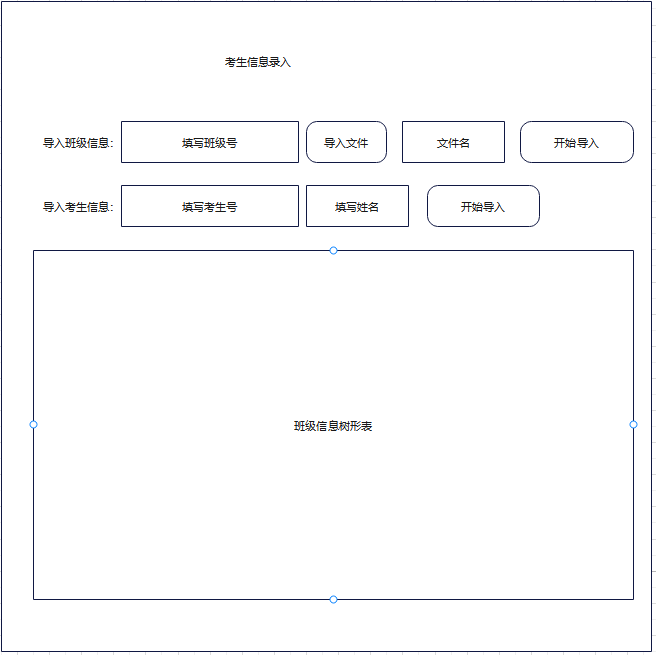 考生信息录入
导入班级信息： 填写班级号 导入文件 文件名 开始导入
导入考生信息： 填写考生号 填写姓名 开始导入
班级信息树形表